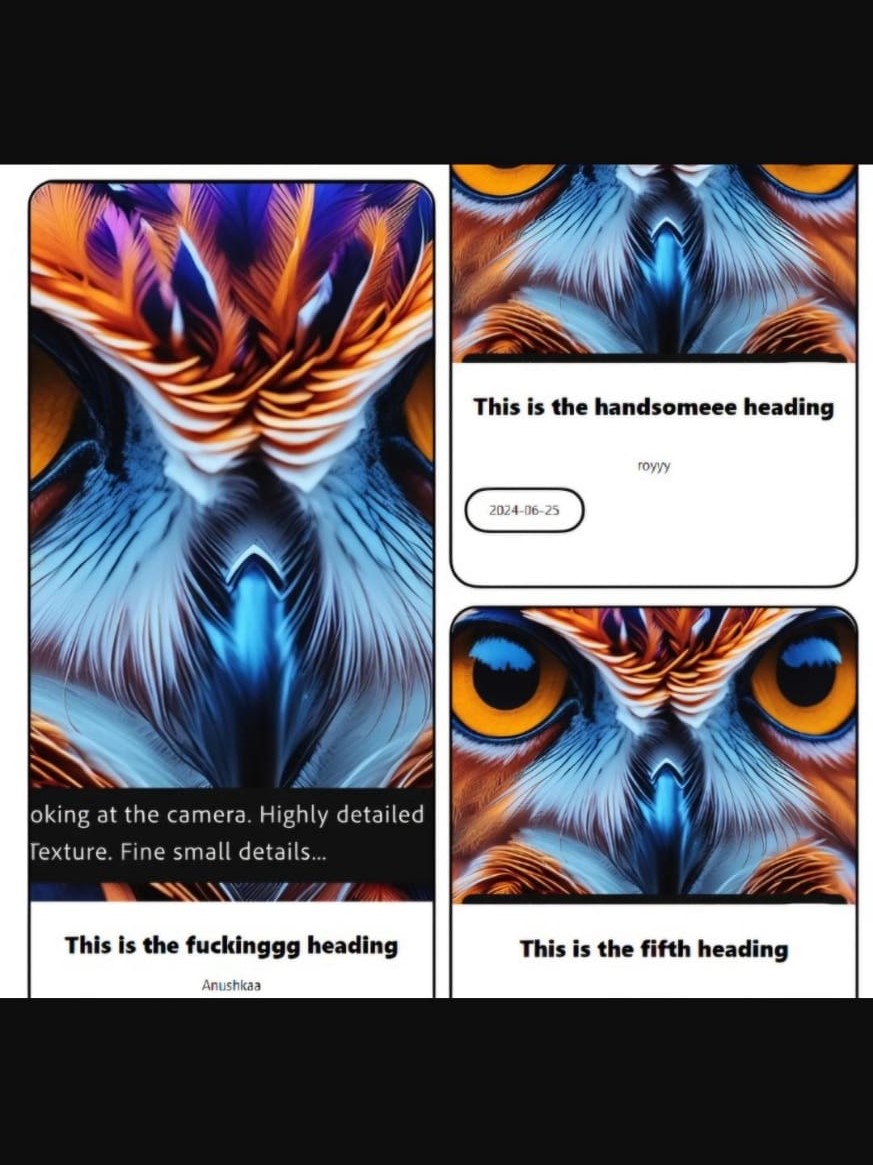 oking at the camera. Highly detailed
Texture. Fine small details...
This is the fuckinggg heading
Anushkaa
This is the handsomeee heading
royyy
2024-06-25
This is the fifth heading